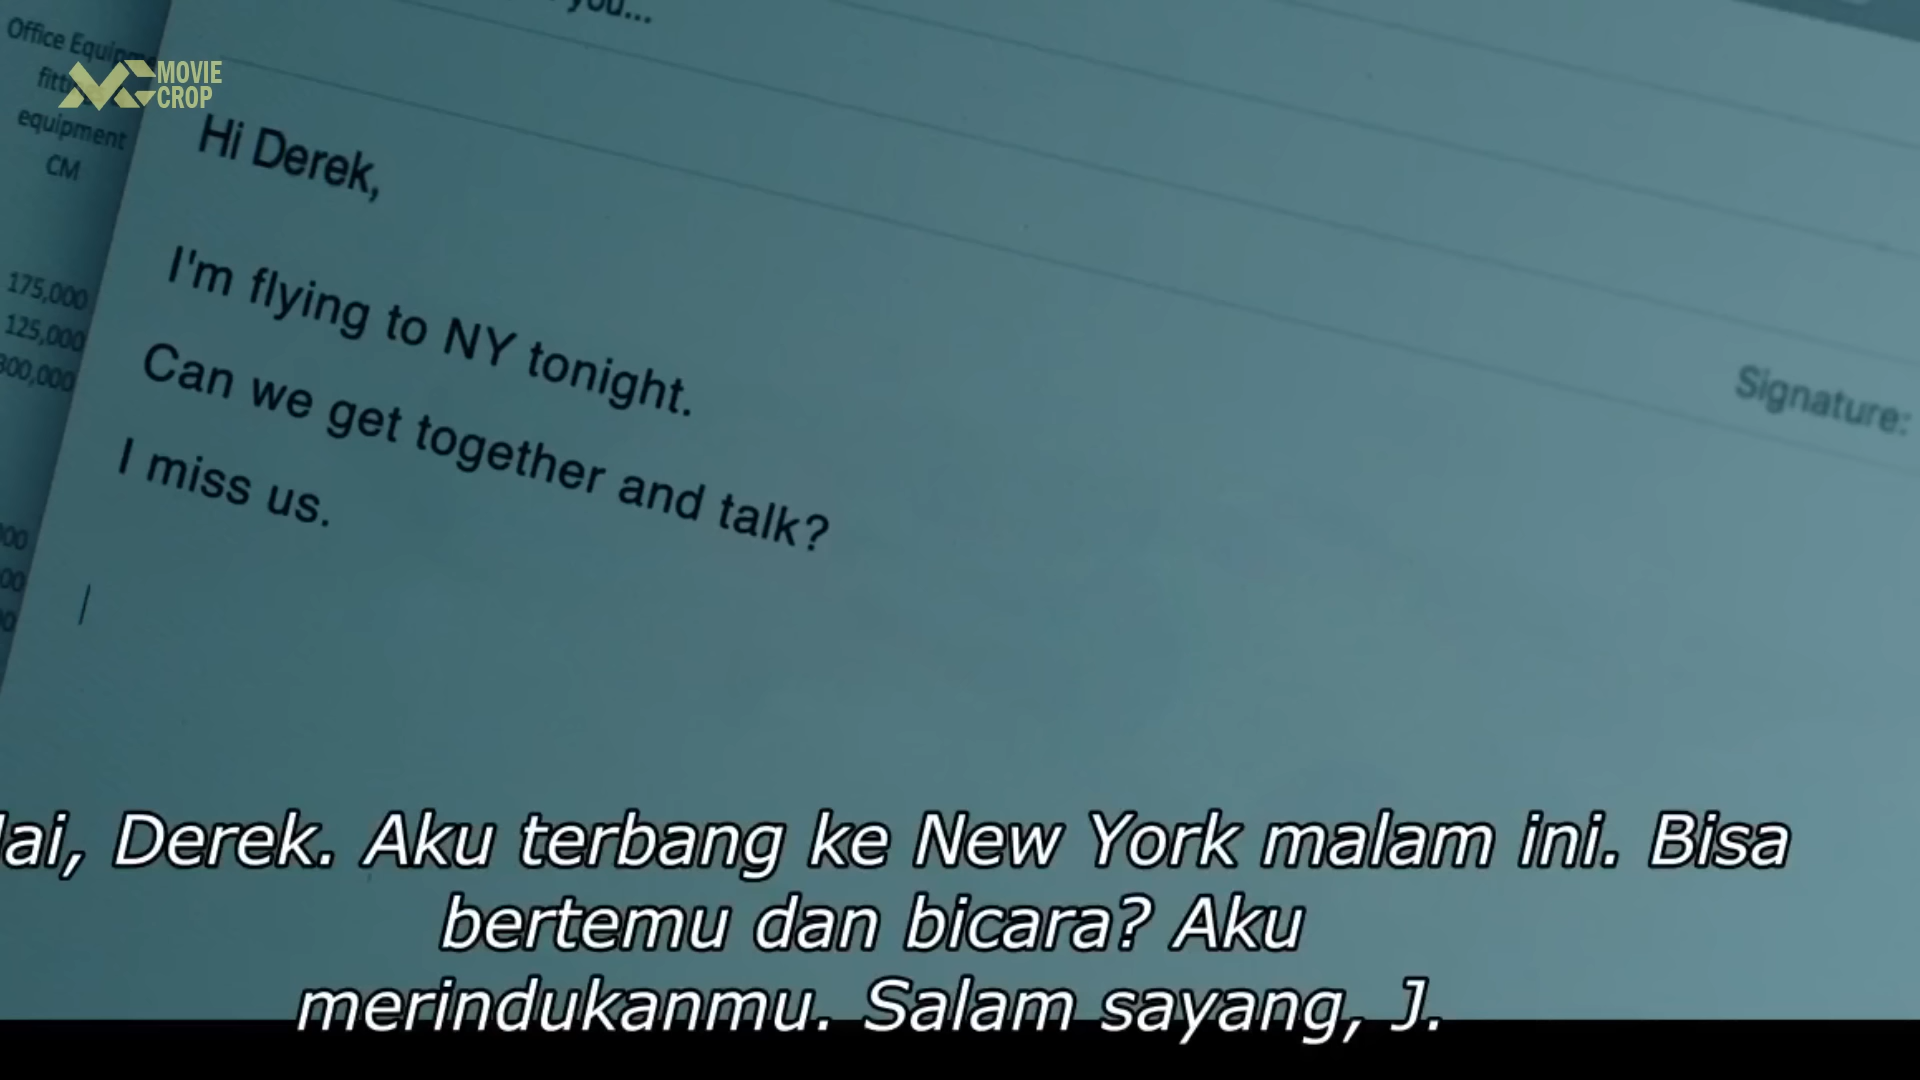 you...
Office Equipm
MOVIE
CROP
equipment
CM
Hi Derek,
175,000
125,000
300,000
I'm flying to NY tonight.
Can we get together and talk?
I miss us.
Signature:
ai, Derek. Aku terbang ke New York malam ini. Bisa
bertemu dan bicara? Aku
merindukanmu. Salam sayang, J.